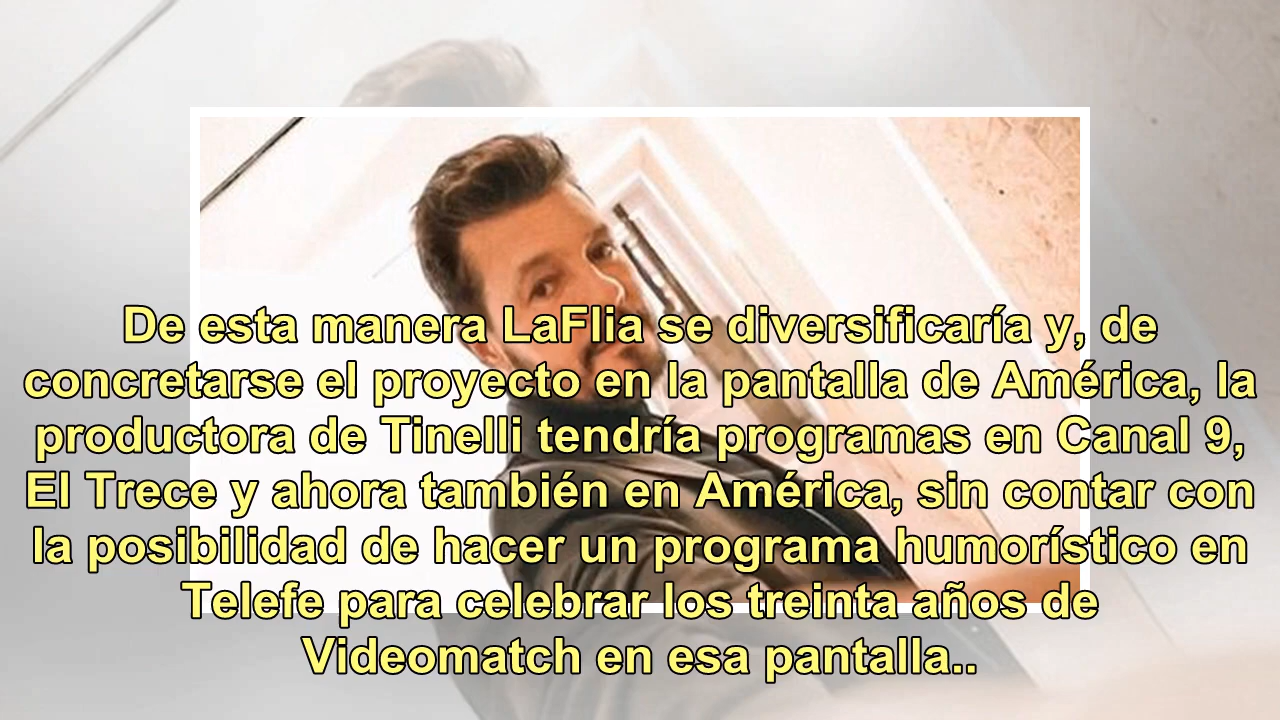 De esta manera LaFlia se diversificaría y, de
concretarse el proyecto en la pantalla de América, la
productora de Tinelli tendría programas en Canal 9,
El Trece y ahora también en América, sin contar con
la posibilidad de hacer un programa humorístico en
Telefe para celebrar los treinta años de
Videomatch en esa pantalla..